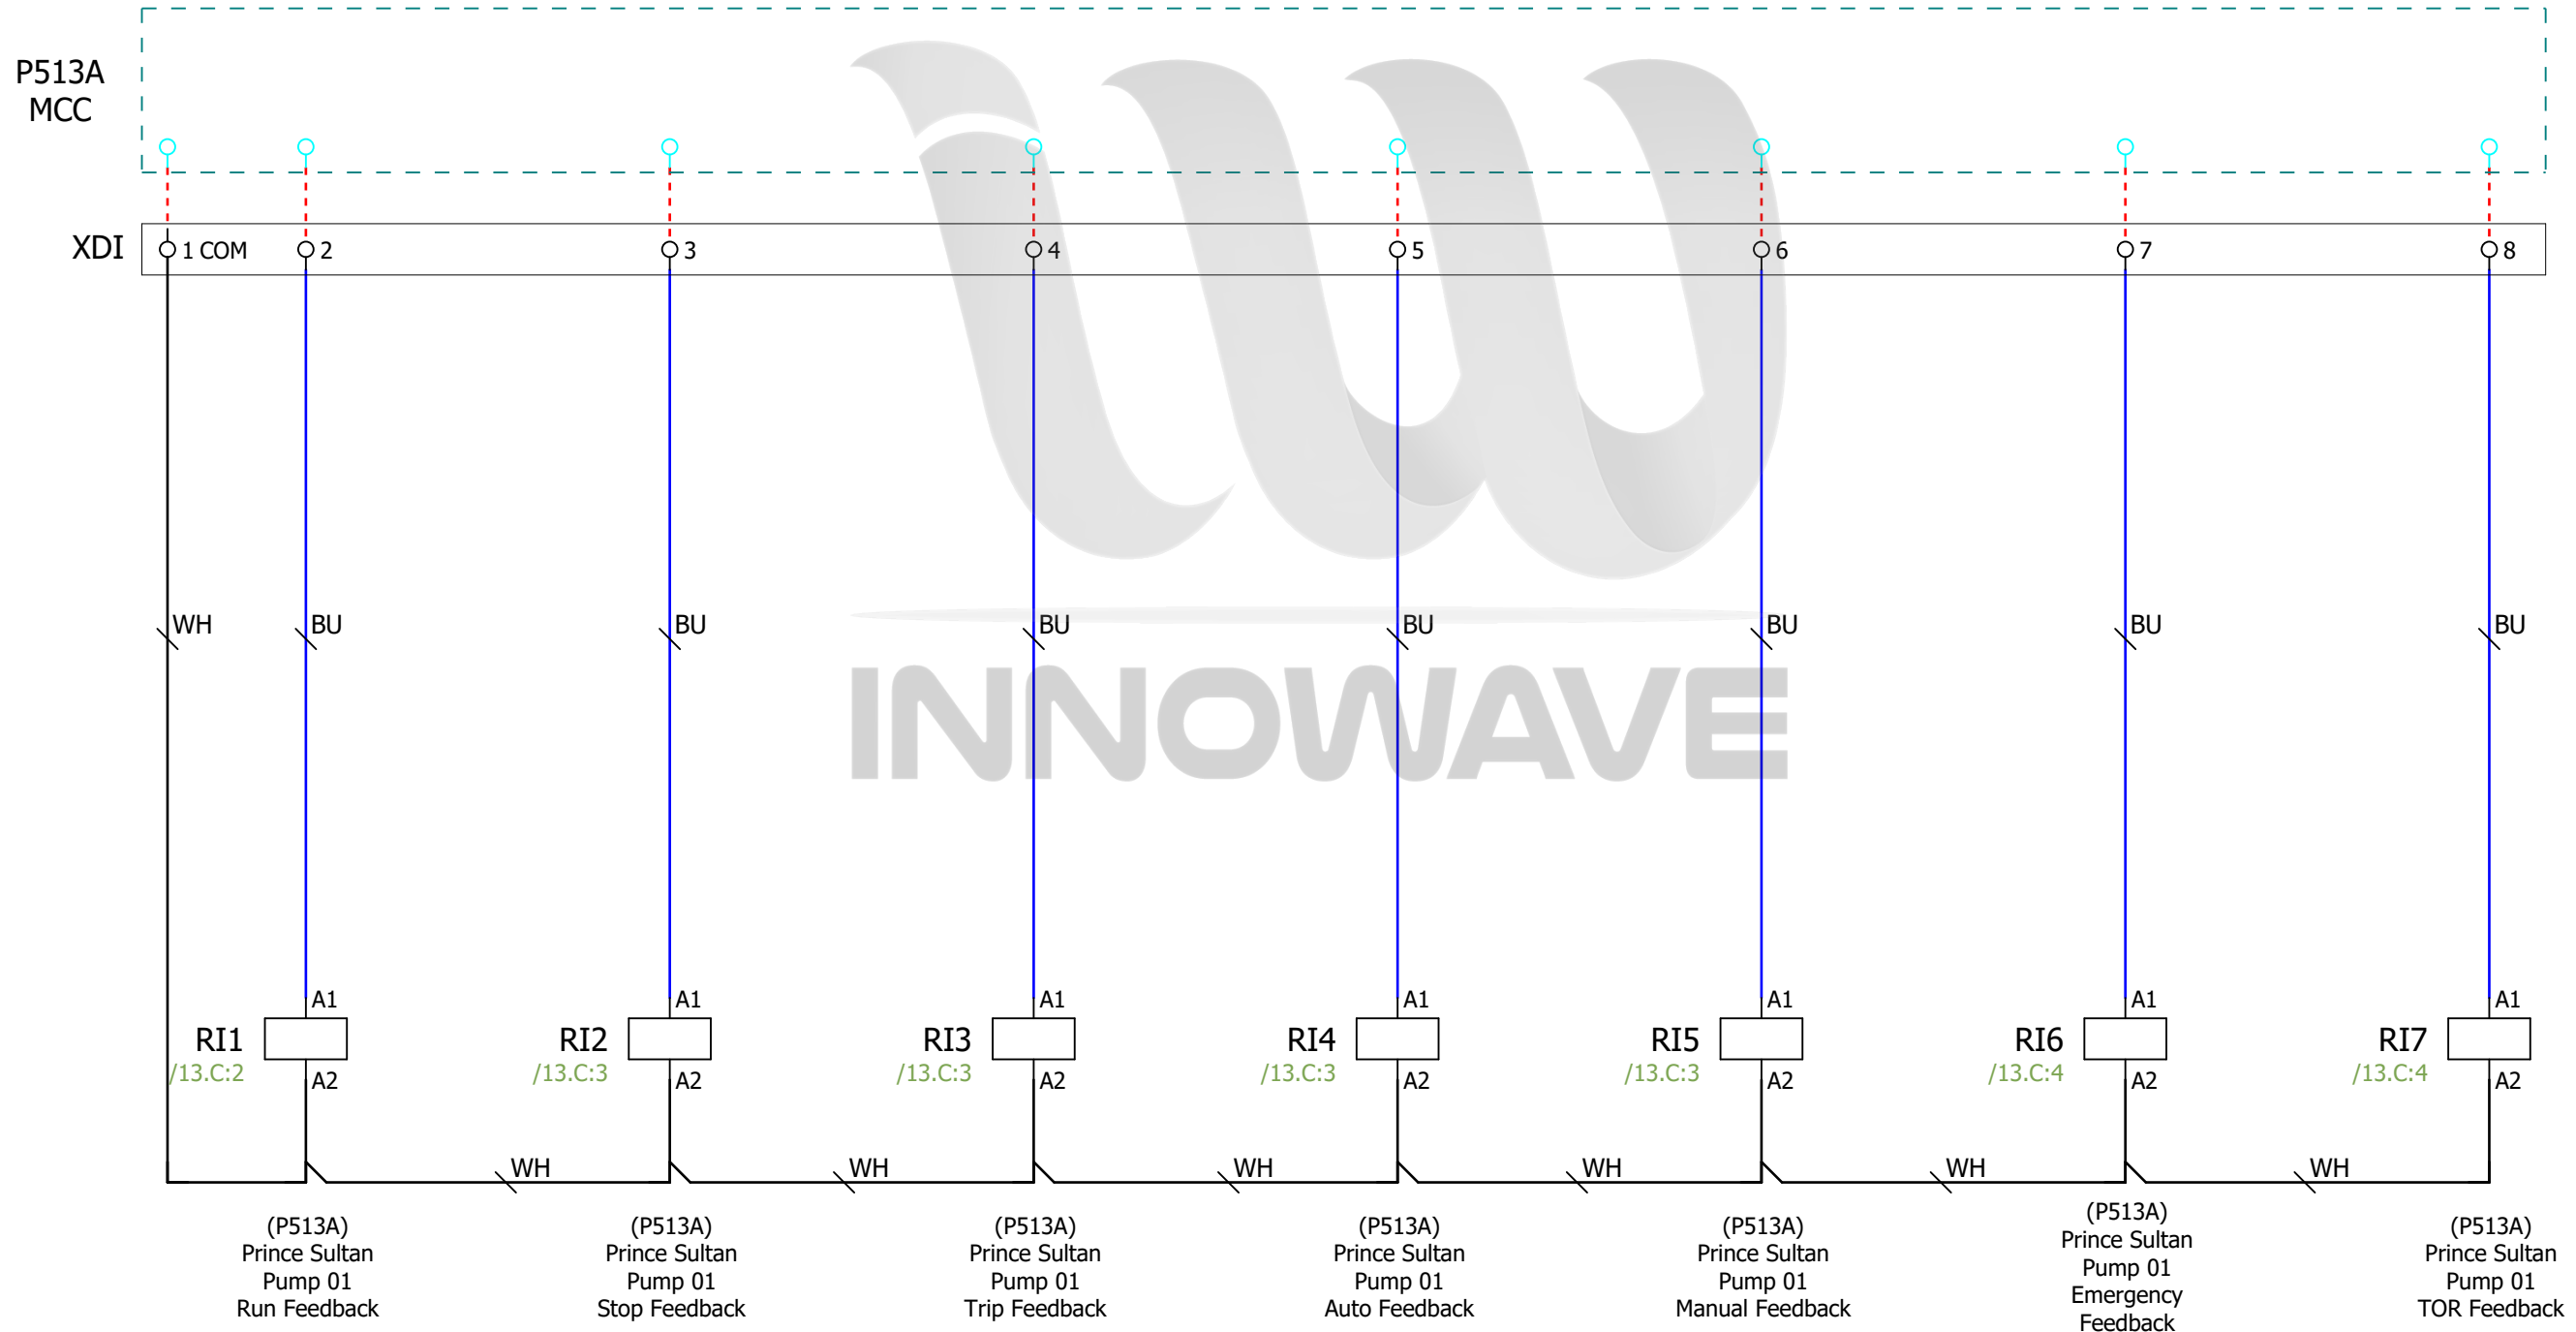 P513A
MCC
XDI
1 COM
2
3
4
5
6
7
8
WH
BU
BU
BU
BU
BU
BU
BU
INNOWAVE
A1
A1
A1
A1
A1
A1
A1
RI1
RI2
RI3
RI4
RI5
RI6
RI7
/13.C:2
/13.C:3
/13.C:3
/13.C:3
/13.C:3
/13.C:4
/13.C:4
A2
A2
A2
A2
A2
A2
A2
WH
WH
WH
WH
WH
WH
(P513A)
Prince Sultan
Pump 01
Run Feedback
(P513A)
Prince Sultan
Pump 01
Stop Feedback
(P513A)
Prince Sultan
Pump 01
Trip Feedback
(P513A)
Prince Sultan
Pump 01
Auto Feedback
(P513A)
Prince Sultan
Pump 01
Manual Feedback
(P513A)
Prince Sultan
Pump 01
Emergency
Feedback
(P513A)
Prince Sultan
Pump 01
TOR Feedback